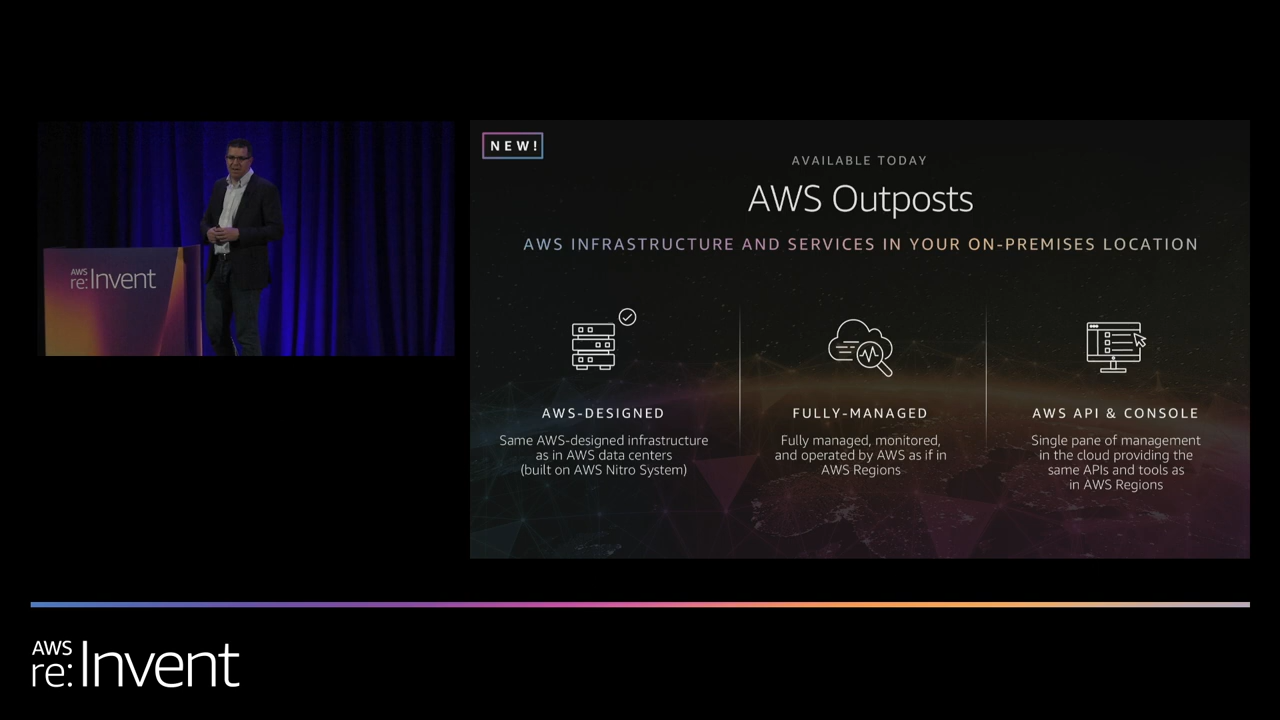 AWS
re:Invent
NEW!
AVAILABLE TODAY
AWS Outposts
AWS INFRASTRUCTURE AND SERVICES IN YOUR ON-PREMISES LOCATION
AWS-DESIGNED
Same AWS-designed infrastructure
as in AWS data centers
(built on AWS Nitro System)
FULLY-MANAGED
Fully managed, monitored,
and operated by AWS as if in
AWS Regions
AWS API & CONSOLE
Single pane of management
in the cloud providing the
same APIs and tools as
in AWS Regions
AWS
re:Invent